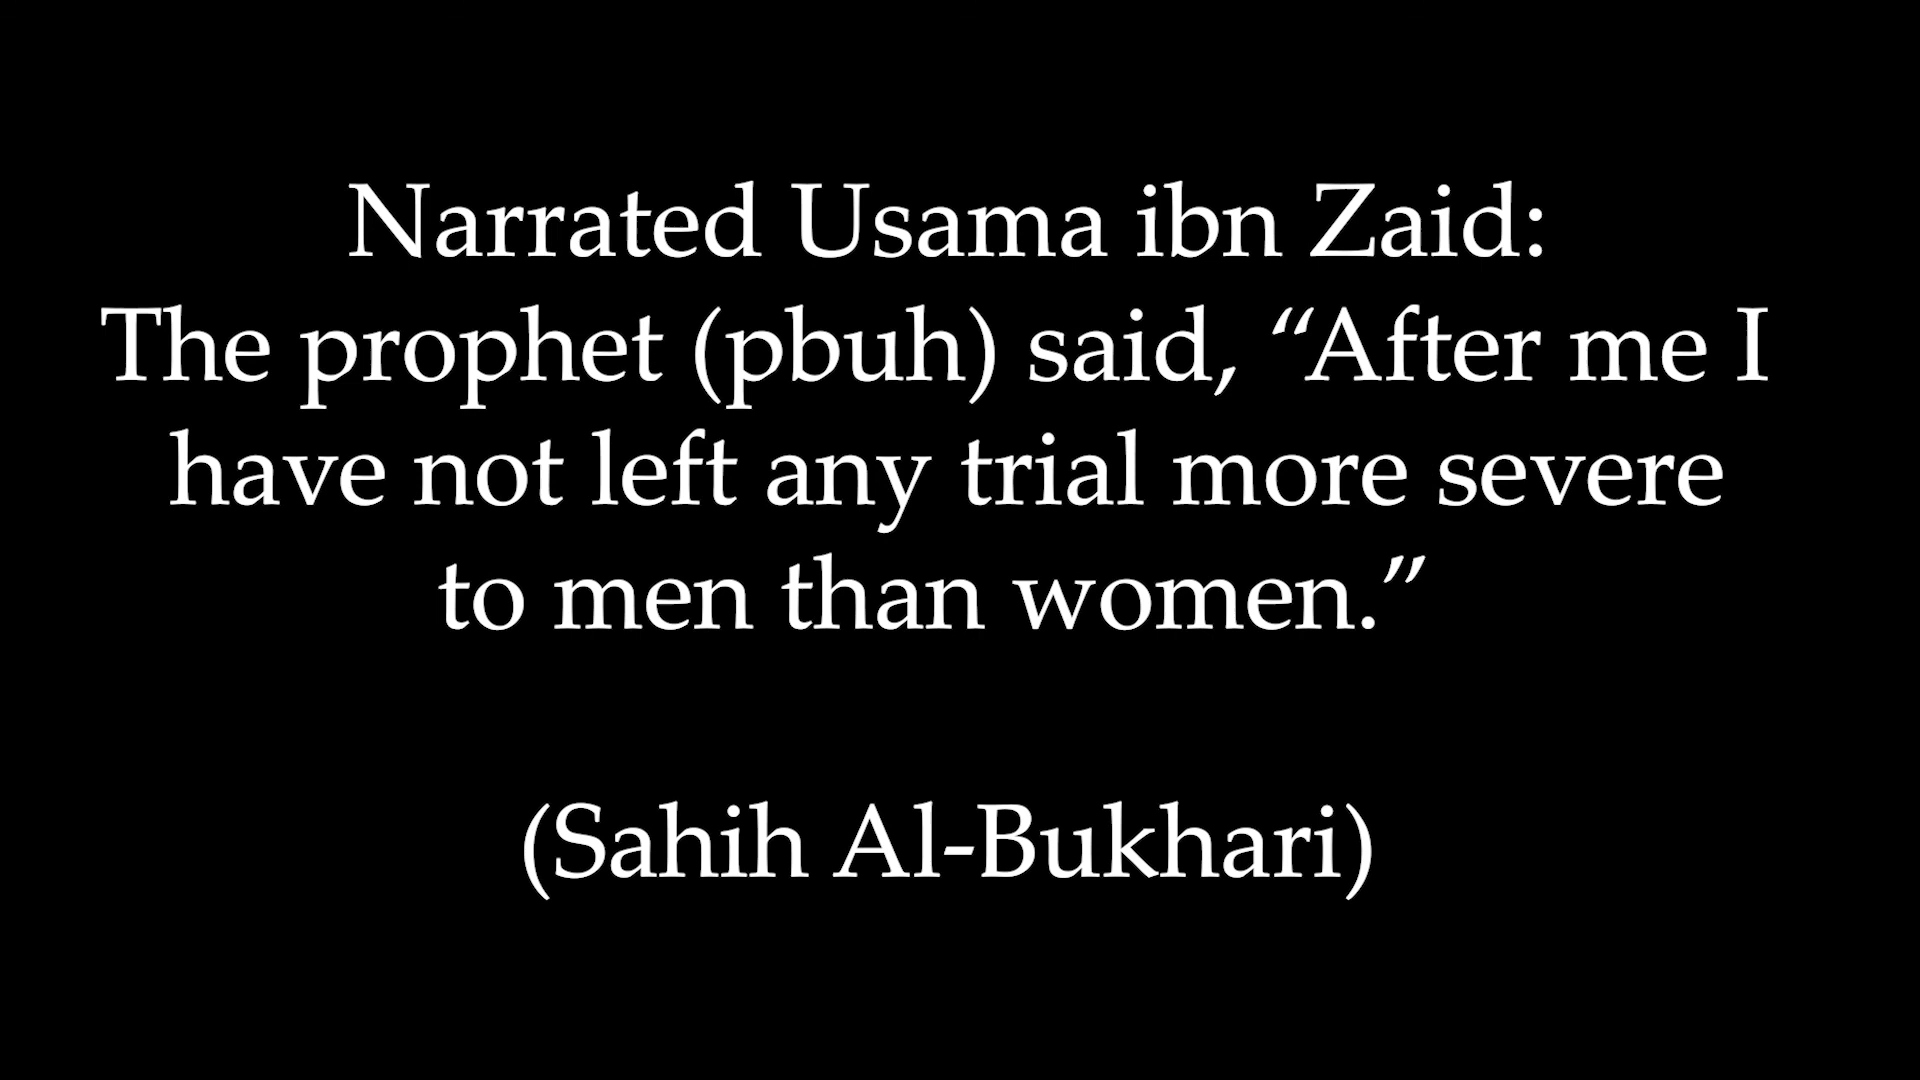 Narrated Usama ibn Zaid:
The prophet (pbuh) said, “After me I
have not left any trial more severe
to men than women.”
(Sahih Al-Bukhari)